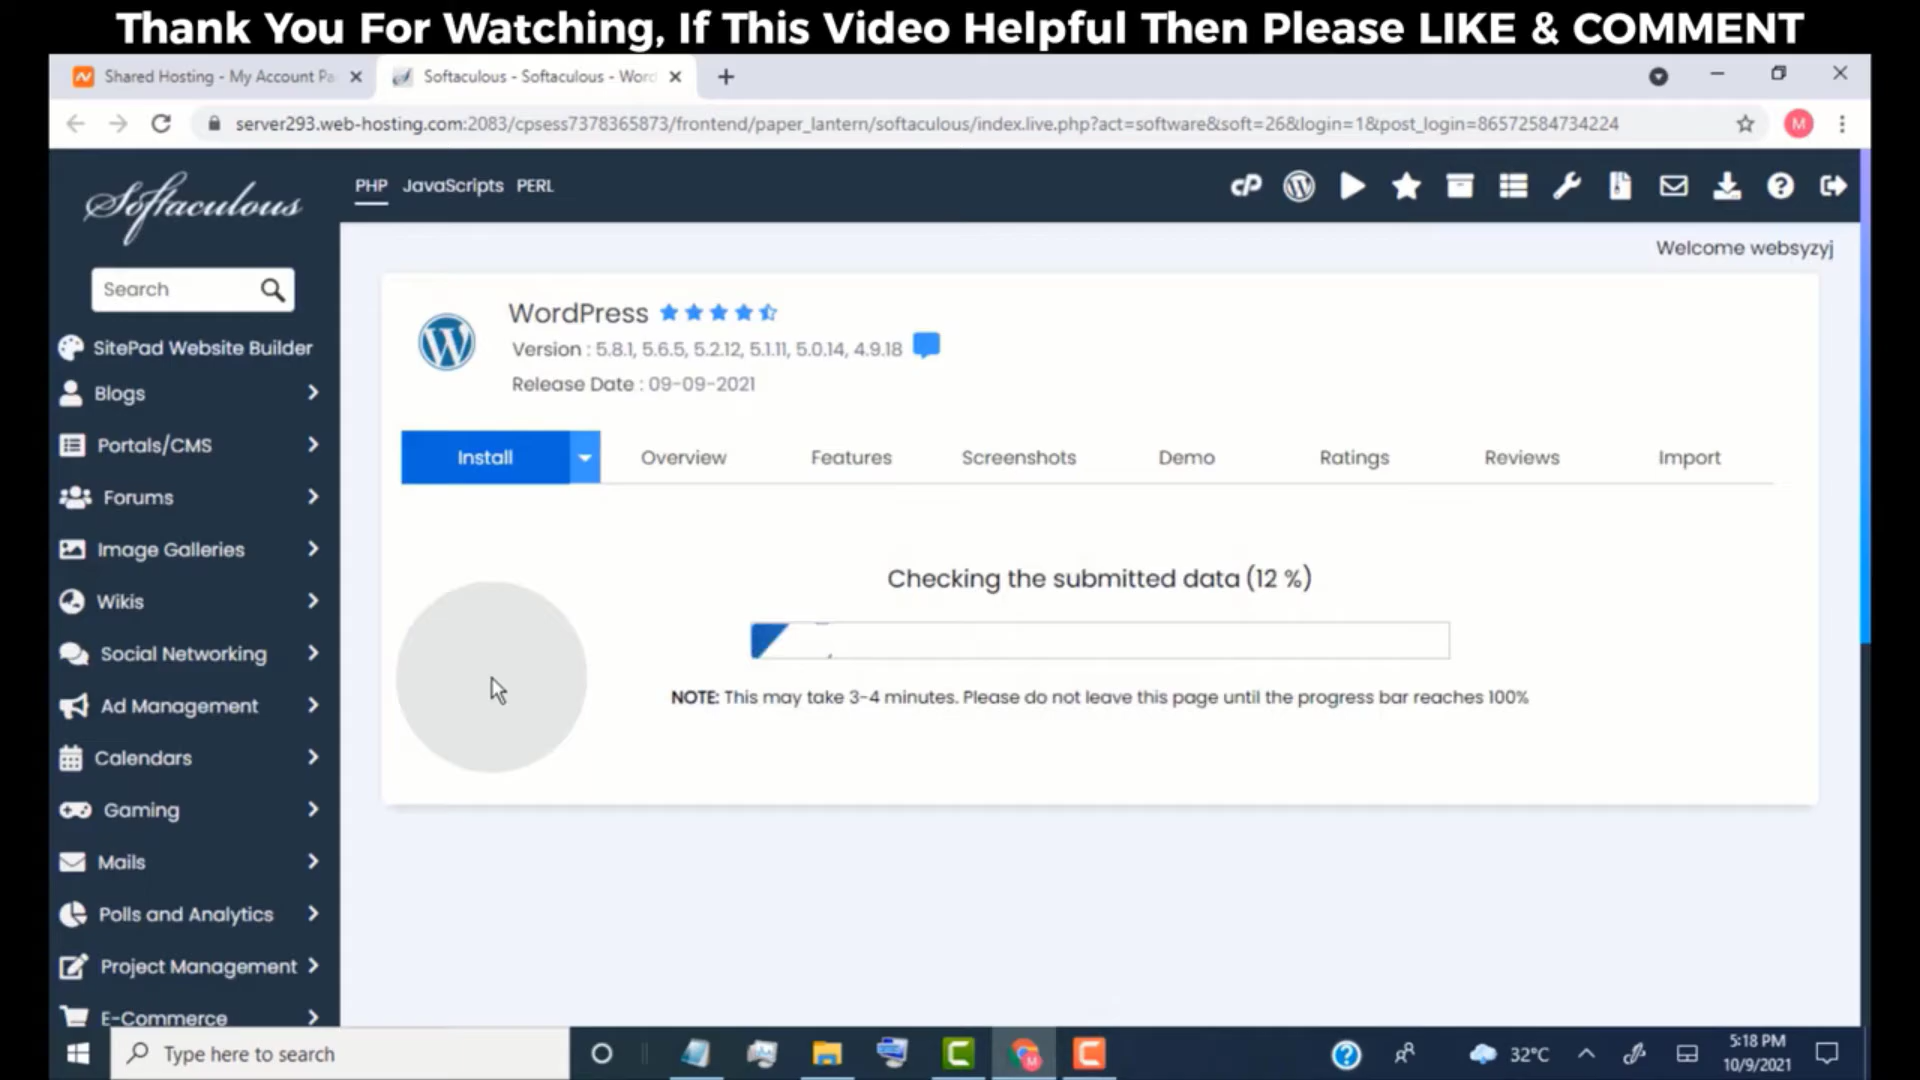 Thank You For Watching, If This Video Helpful Then Please LIKE & COMMENT
Shared Hosting - My Account Pa
Softaculous - Softaculous - Wor
server293.web-hosting.com:2083/cpsess7378365873/frontend/paper_lantern/softaculous/index.live.php?act=software&soft=26&login=1&post_login=86572584734224
M
Softaculous
PHP JavaScripts PERL
cP
Welcome websyzyj
Search
SitePad Website Builder
Blogs
Portals/CMS
Forums
Image Galleries
Wikis
Social Networking
Ad Management
Calendars
Gaming
Mails
Polls and Analytics
Project Management
E-Commerce
WordPress
Version : 5.8.1, 5.6.5, 5.2.12, 5.1.11, 5.0.14, 4.9.18
Release Date : 09-09-2021
Install Overview Features Screenshots Demo Ratings Reviews Import
Checking the submitted data (12 %)
NOTE: This may take 3-4 minutes. Please do not leave this page until the progress bar reaches 100%
Type here to search
32°C
5:18 PM
10/9/2021